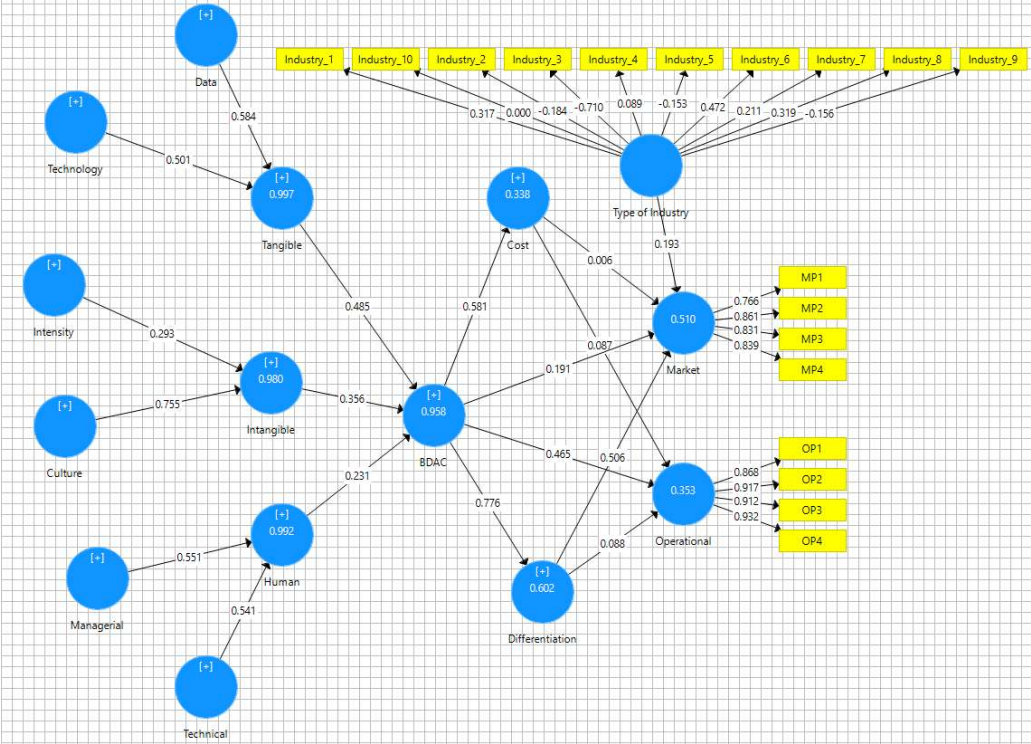 [+]
Data
Industry_1
Industry_10
Industry_2
Industry_3
Industry_4
Industry_5
Industry_6
Industry_7
Industry_8
Industry_9
[+]
Technology
0.584
0.501
0.317
0.000
-0.184
-0.710
0.089
-0.153
0.472
0.211
0.319
-0.156
[+]
0.997
Tangible
[+]
0.338
Cost
Type of Industry
0.193
0.006
[+]
Intensity
0.293
0.485
0.581
0.087
0.191
0.510
Market
0.766
0.861
0.831
0.839
MP1
MP2
MP3
MP4
[+]
0.980
Intangible
[+]
Culture
0.755
0.356
[+]
0.958
BDAC
0.465
0.506
0.231
0.776
0.353
Operational
0.868
0.917
0.912
0.932
OP1
OP2
OP3
OP4
[+]
0.992
Human
[+]
Managerial
0.551
0.541
0.088
[+]
0.602
Differentiation
[+]
Technical